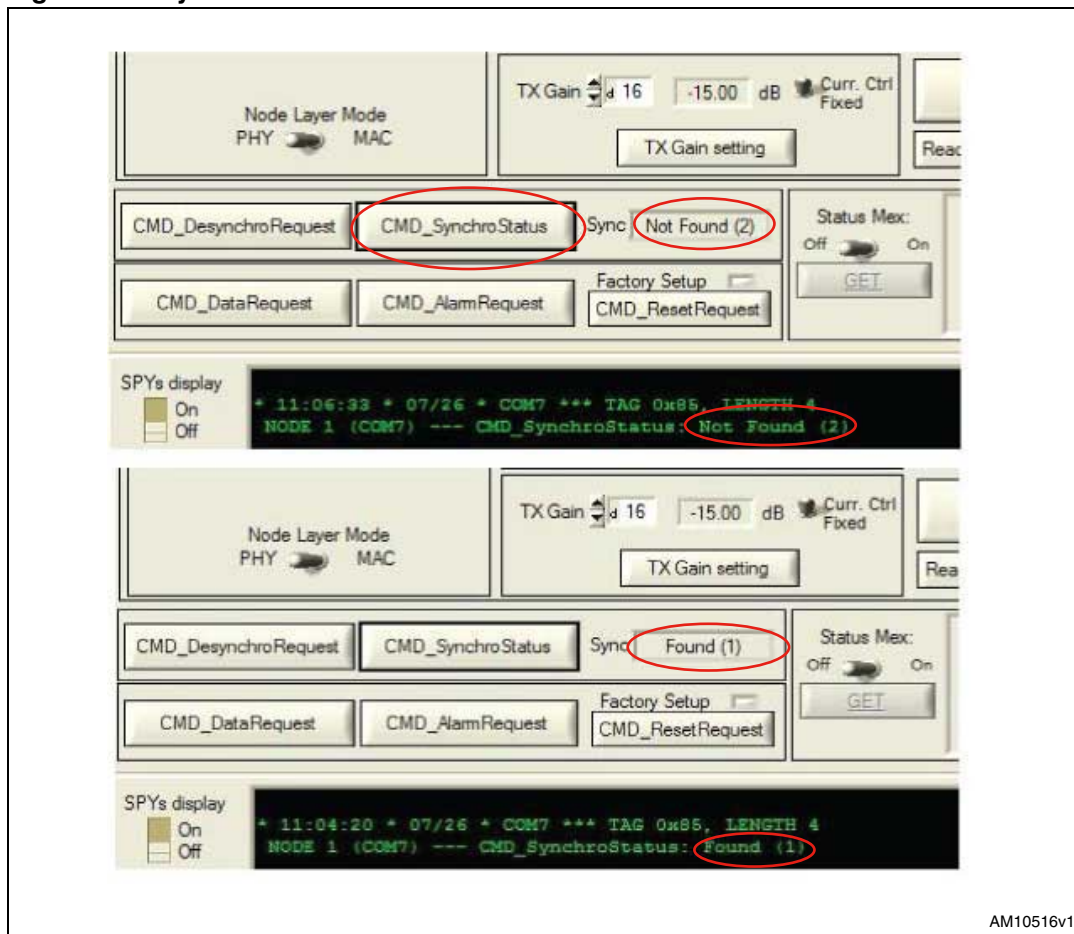 TX Gain d 16 -15.00 dB Curr. Ctrl
Fixed
Node Layer Mode
PHY MAC
TX Gain setting
CMD_DesynchroRequest CMD_SynchroStatus Sync Not Found (2)
Status Mex:
Off On
GET
Factory Setup
CMD_DataRequest CMD_AlarmRequest CMD_ResetRequest
SPYs display
On
Off
* 11:06:33 * 07/26 * COM7 *** TAG 0x85, LENGTH 4
NODE 1 (COM7) --- CMD_SynchroStatus: Not Found (2)
TX Gain d 16 -15.00 dB Curr. Ctrl
Fixed
Node Layer Mode
PHY MAC
TX Gain setting
CMD_DesynchroRequest CMD_SynchroStatus Sync Found (1)
Status Mex:
Off On
GET
Factory Setup
CMD_DataRequest CMD_AlarmRequest CMD_ResetRequest
SPYs display
On
Off
* 11:04:20 * 07/26 * COM7 *** TAG 0x85, LENGTH 4
NODE 1 (COM7) --- CMD_SynchroStatus: Found (1)
AM10516v1